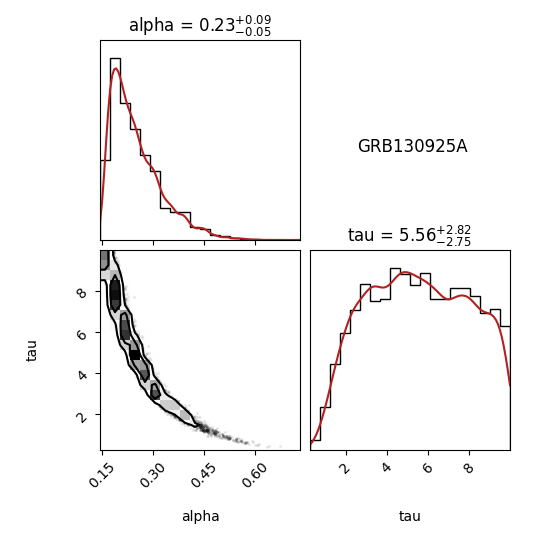 alpha = 0.23+0.09 −0.05
GRB130925A
tau = 5.56+2.82 −2.75
8
6
4
2
tau
0.15 0.30 0.45 0.60
2 4 6 8
alpha
tau